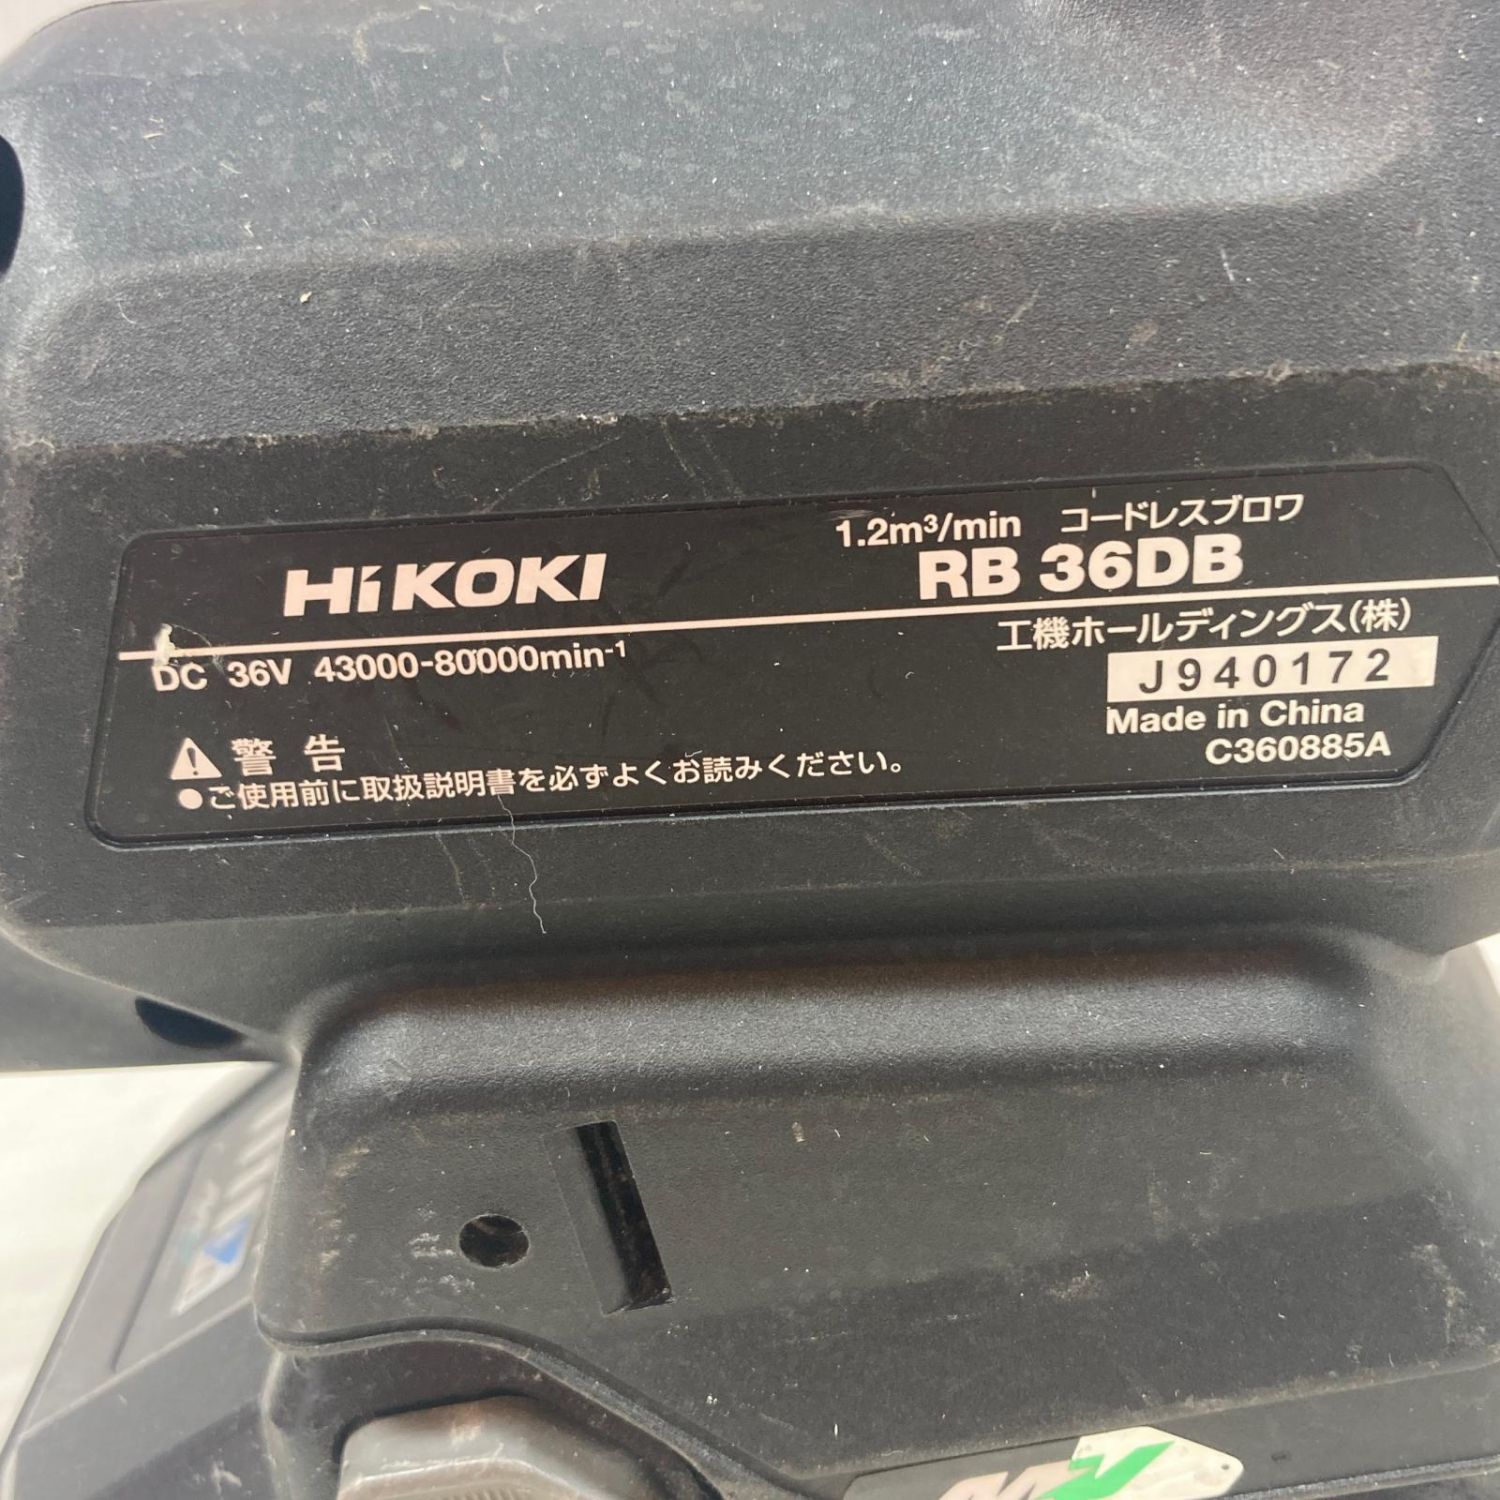 HiKOKI
1.2m³/min コードレスブロワ
RB 36DB
DC 36V 43000-80000min⁻¹
工機ホールディングス(株)
J940172
Made in China
C360885A
⚠警 告
●ご使用前に取扱説明書を必ずよくお読みください。